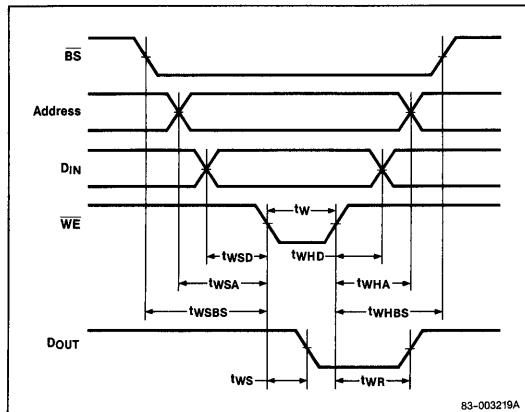 BS
Address
DIN
WE
tW
tWSD
tWHD
tWSA
tWHA
tWSBS
tWHBS
DOUT
tWS
tWR
83-003219A